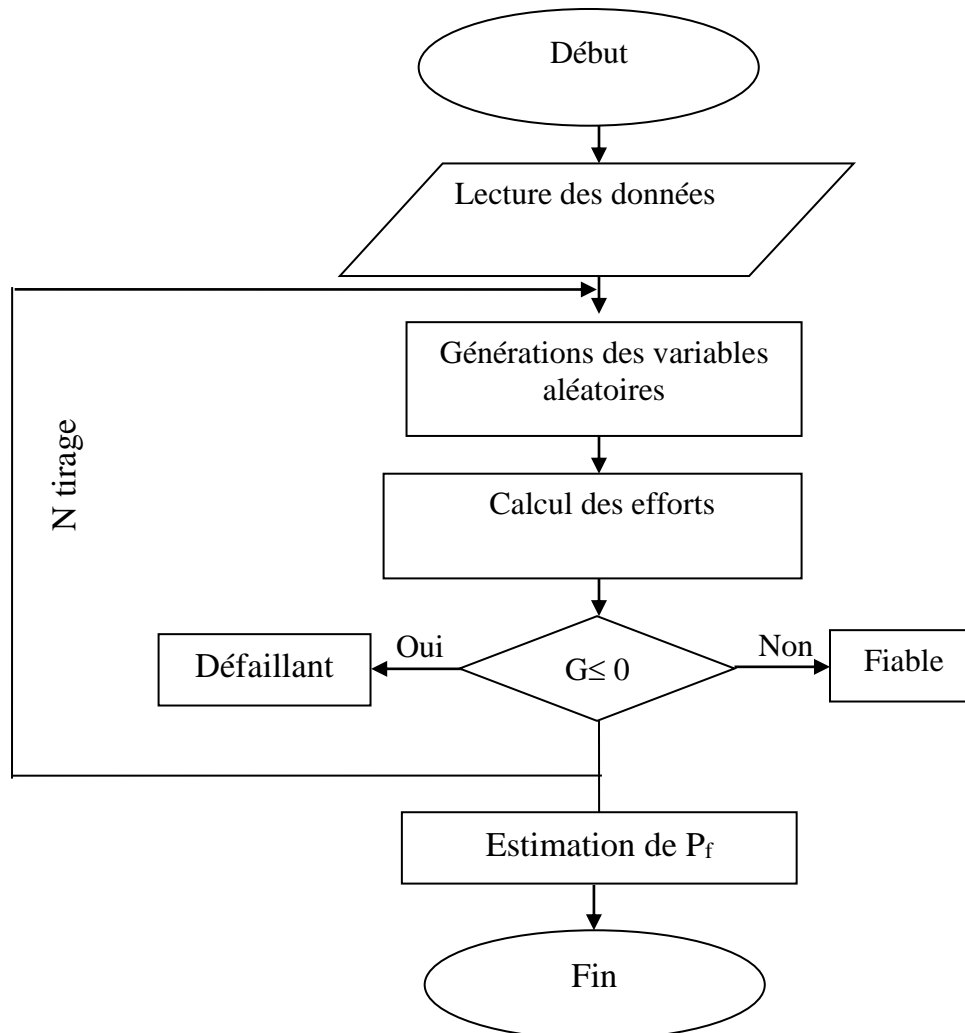 Début
Lecture des données
Générations des variables
aléatoires
N tirage
Calcul des efforts
Oui
Non
Défaillant
G≤ 0
Fiable
Estimation de Pf
Fin